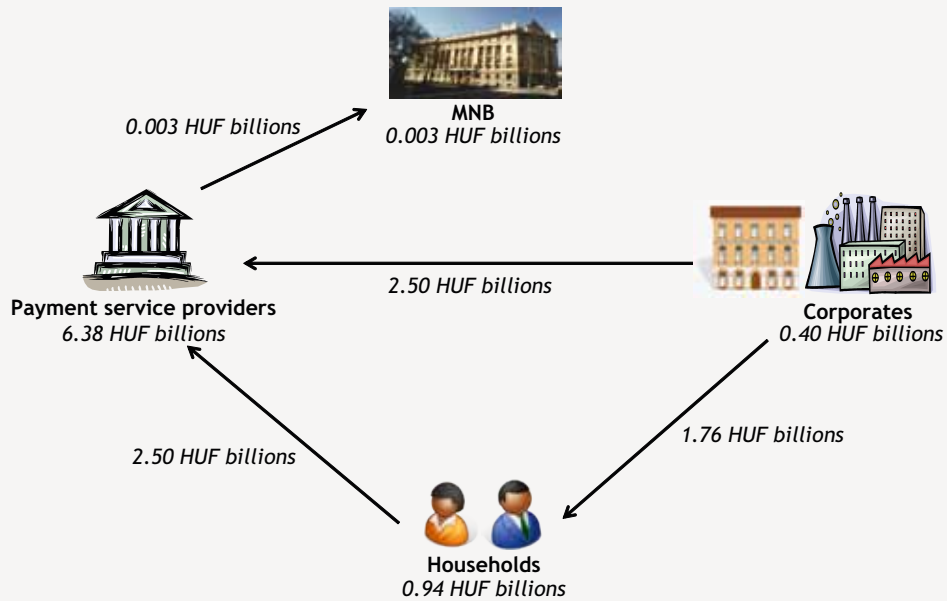 MNB
0.003 HUF billions
0.003 HUF billions
Payment service providers
6.38 HUF billions
2.50 HUF billions
Corporates
0.40 HUF billions
1.76 HUF billions
2.50 HUF billions
Households
0.94 HUF billions